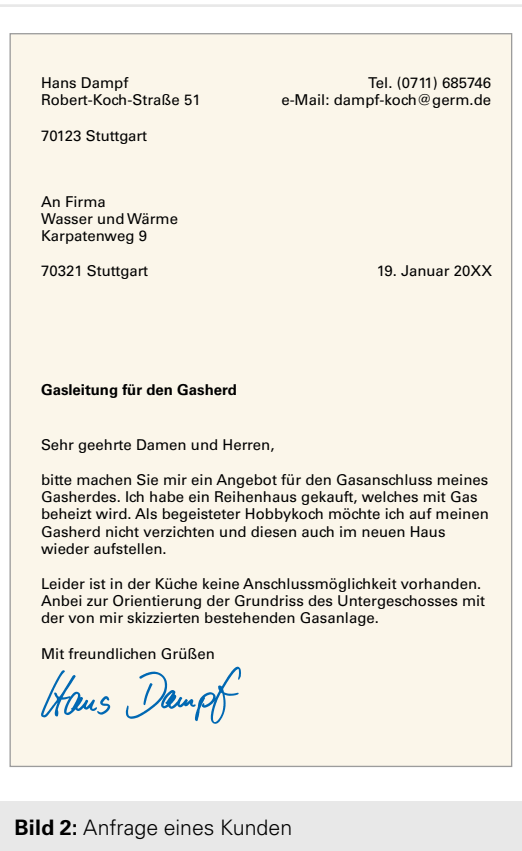 Hans Dampf
Robert-Koch-Straße 51
Tel. (0711) 685746
e-Mail: dampf-koch@germ.de
70123 Stuttgart
An Firma
Wasser und Wärme
Karpatenweg 9
70321 Stuttgart
19. Januar 20XX
Gasleitung für den Gasherd
Sehr geehrte Damen und Herren,
bitte machen Sie mir ein Angebot für den Gasanschluss meines
Gasherdes. Ich habe ein Reihenhaus gekauft, welches mit Gas
beheizt wird. Als begeisteter Hobbykoch möchte ich auf meinen
Gasherd nicht verzichten und diesen auch im neuen Haus
wieder aufstellen.
Leider ist in der Küche keine Anschlussmöglichkeit vorhanden.
Anbei zur Orientierung der Grundriss des Untergeschosses mit
der von mir skizzierten bestehenden Gasanlage.
Mit freundlichen Grüßen
Hans Dampf
Bild 2: Anfrage eines Kunden